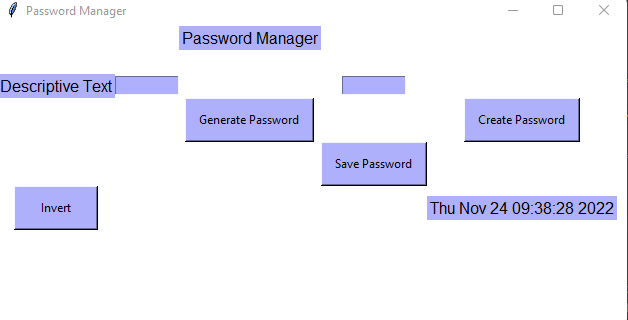 Password Manager
Password Manager
Descriptive Text
Generate Password
Create Password
Save Password
Invert
Thu Nov 24 09:38:28 2022